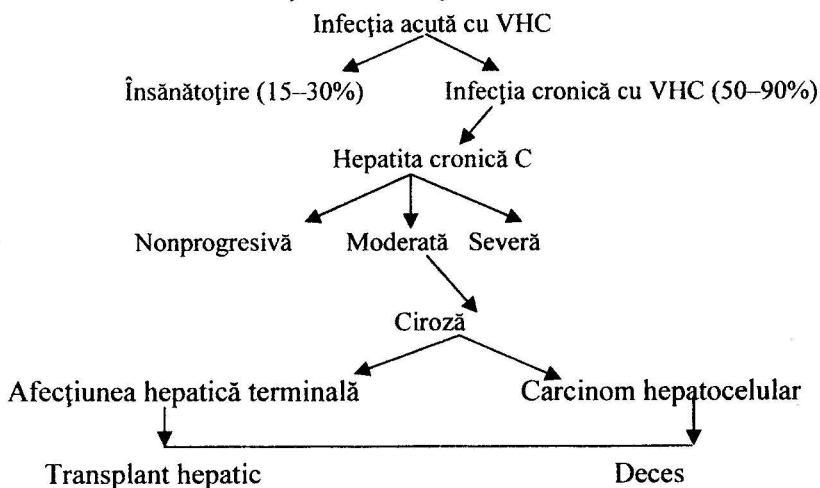 Infecţia acută cu VHC
Însănătoţire (15–30%) Infecţia cronică cu VHC (50–90%)
Hepatita cronică C
Nonprogresivă Moderată Severă
Ciroză
Afecţiunea hepatică terminală Carcinom hepatocelular
Transplant hepatic Deces